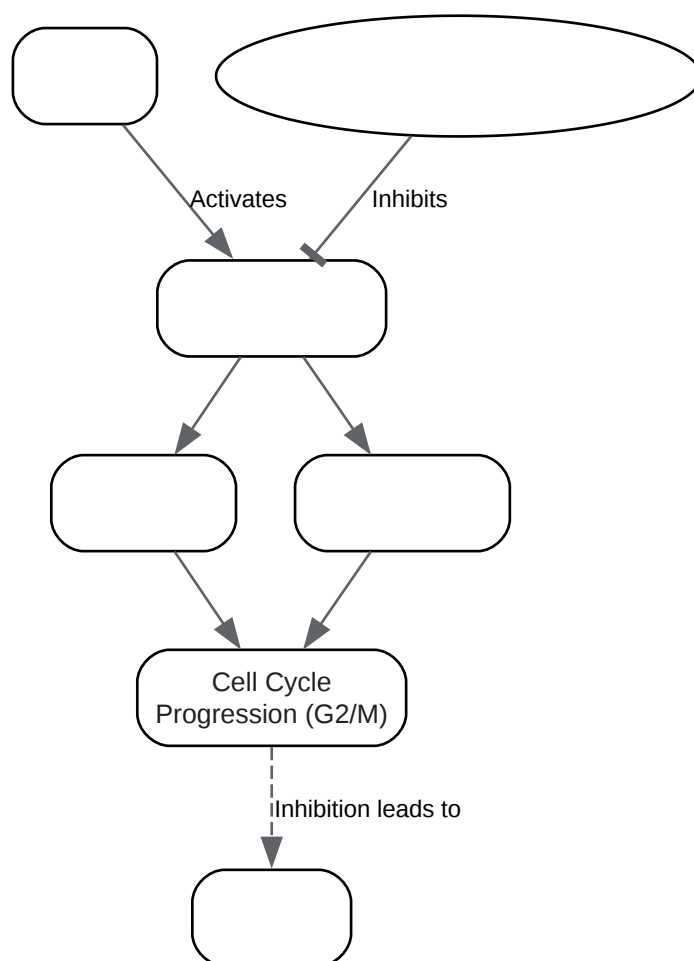 Activates
Inhibits
Cell Cycle
Progression (G2/M)
Inhibition leads to